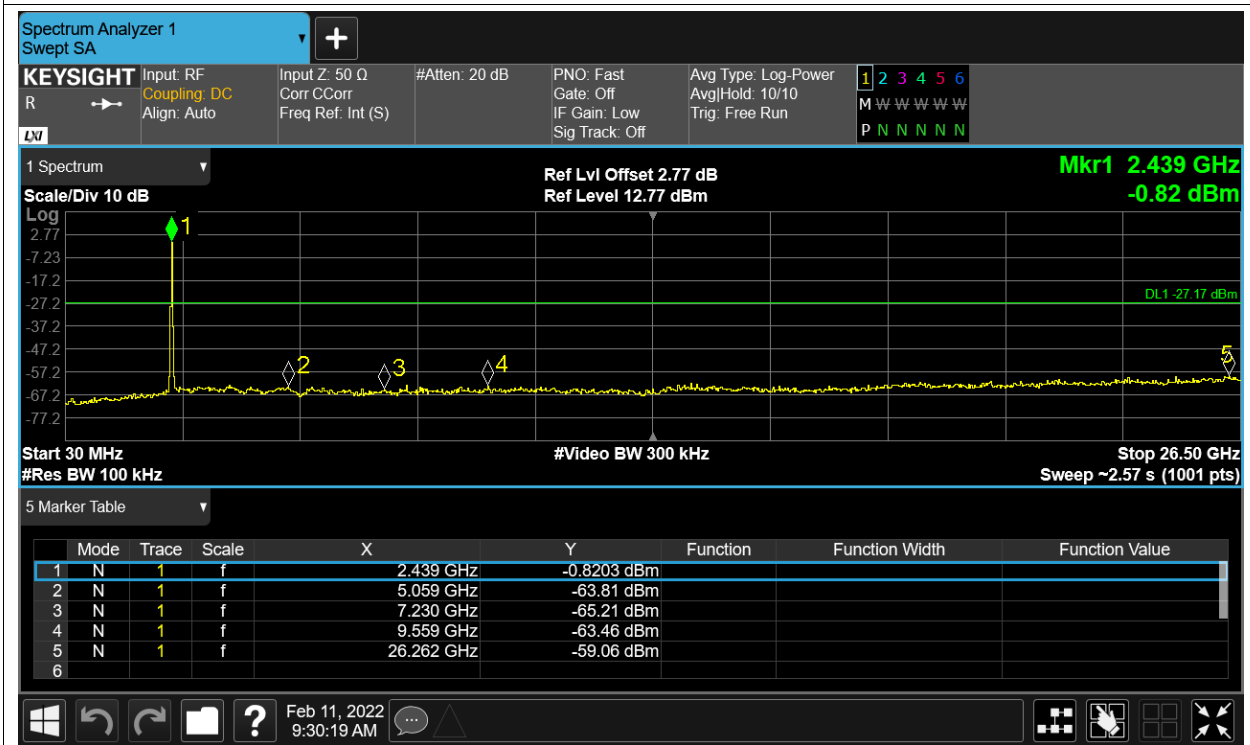 Spectrum Analyzer 1
Swept SA
+
KEYSIGHT Input: RF Input Z: 50 Ω #Atten: 20 dB PNO: Fast Avg Type: Log-Power 1 2 3 4 5 6
R Coupling: DC Corr CCorr Gate: Off Avg|Hold: 10/10 M W W W W W
Align: Auto Freq Ref: Int (S) IF Gain: Low Trig: Free Run
LXI Sig Track: Off P N N N N N
1 Spectrum Ref Lvl Offset 2.77 dB Mkr1 2.439 GHz
Scale/Div 10 dB Ref Level 12.77 dBm -0.82 dBm
Log
1
2.77
-7.23
-17.2
DL1 -27.17 dBm
-27.2
-37.2
-47.2
2 3 4 5
-57.2
-67.2
-77.2
Start 30 MHz #Video BW 300 kHz Stop 26.50 GHz
#Res BW 100 kHz Sweep ~2.57 s (1001 pts)
5 Marker Table
Mode Trace Scale X Y Function Function Width Function Value
1 N 1 f 2.439 GHz -0.8203 dBm
2 N 1 f 5.059 GHz -63.81 dBm
3 N 1 f 7.230 GHz -65.21 dBm
4 N 1 f 9.559 GHz -63.46 dBm
5 N 1 f 26.262 GHz -59.06 dBm
6
? Feb 11, 2022
9:30:19 AM